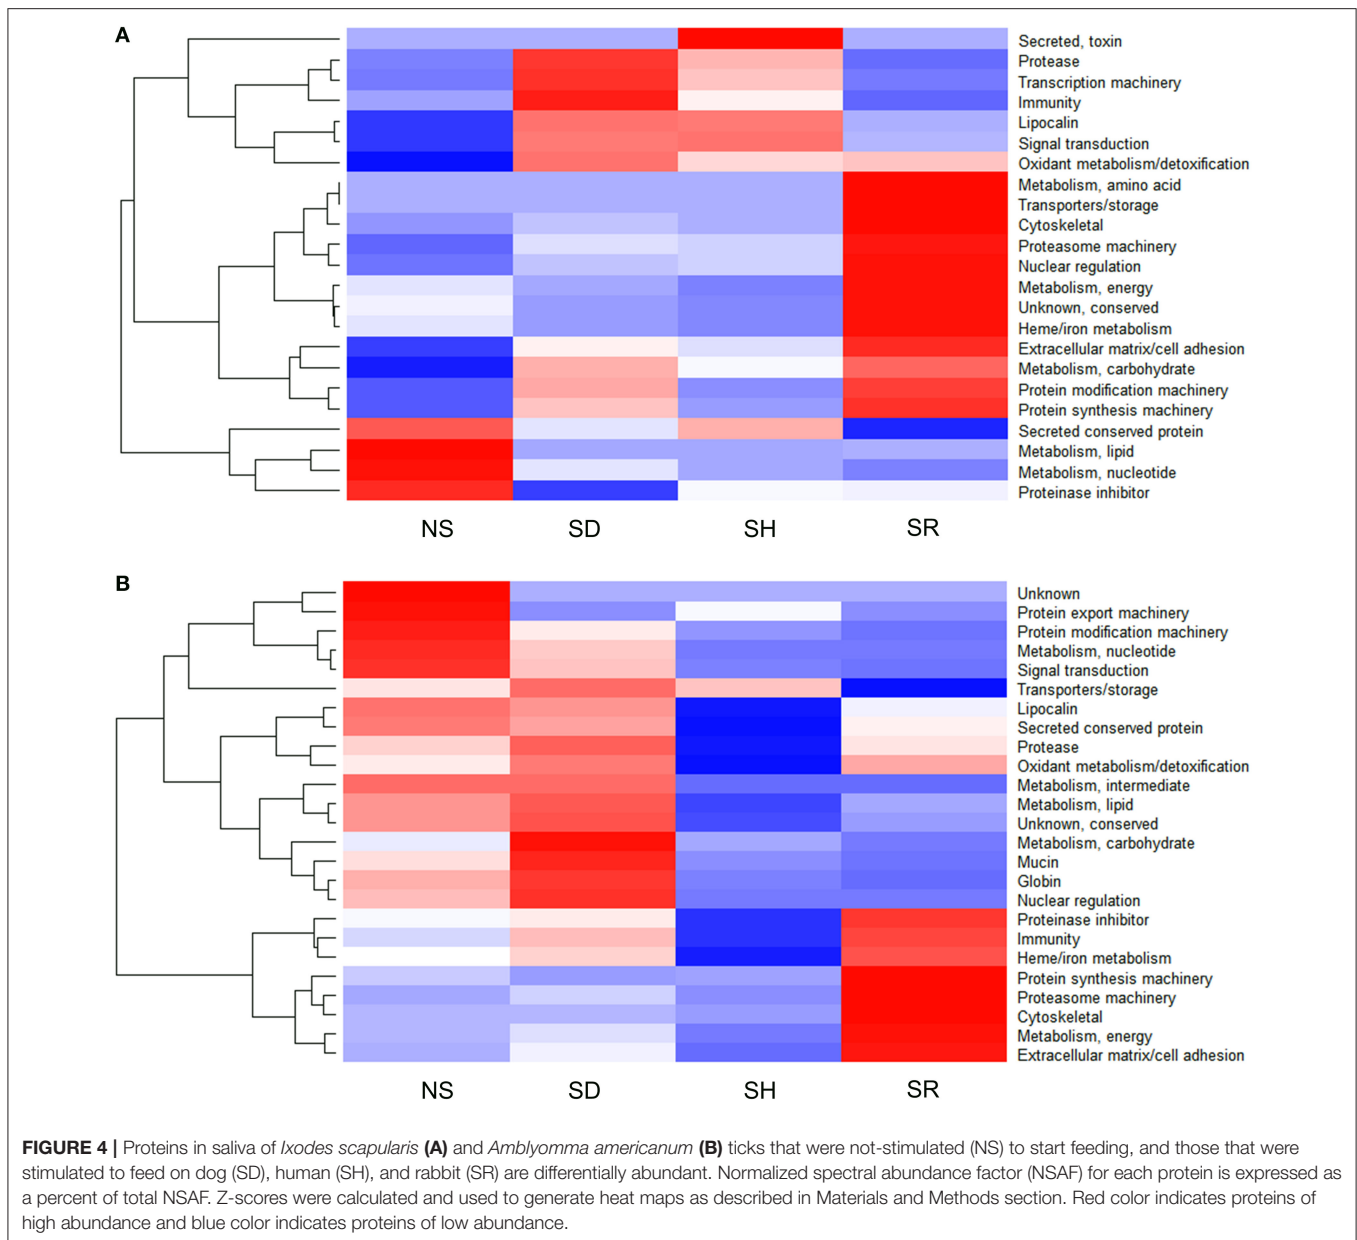 A
Secreted, toxin
Protease
Transcription machinery
Immunity
Lipocalin
Signal transduction
Oxidant metabolism/detoxification
Metabolism, amino acid
Transporters/storage
Cytoskeletal
Proteasome machinery
Nuclear regulation
Metabolism, energy
Unknown, conserved
Heme/iron metabolism
Extracellular matrix/cell adhesion
Metabolism, carbohydrate
Protein modification machinery
Protein synthesis machinery
Secreted conserved protein
Metabolism, lipid
Metabolism, nucleotide
Proteinase inhibitor
NS SD SH SR
B
Unknown
Protein export machinery
Protein modification machinery
Metabolism, nucleotide
Signal transduction
Transporters/storage
Lipocalin
Secreted conserved protein
Protease
Oxidant metabolism/detoxification
Metabolism, intermediate
Metabolism, lipid
Unknown, conserved
Metabolism, carbohydrate
Mucin
Globin
Nuclear regulation
Proteinase inhibitor
Immunity
Heme/iron metabolism
Protein synthesis machinery
Proteasome machinery
Cytoskeletal
Metabolism, energy
Extracellular matrix/cell adhesion
NS SD SH SR
FIGURE 4 | Proteins in saliva of Ixodes scapularis (A) and Amblyomma americanum (B) ticks that were not-stimulated (NS) to start feeding, and those that were
stimulated to feed on dog (SD), human (SH), and rabbit (SR) are differentially abundant. Normalized spectral abundance factor (NSAF) for each protein is expressed as
a percent of total NSAF. Z-scores were calculated and used to generate heat maps as described in Materials and Methods section. Red color indicates proteins of
high abundance and blue color indicates proteins of low abundance.